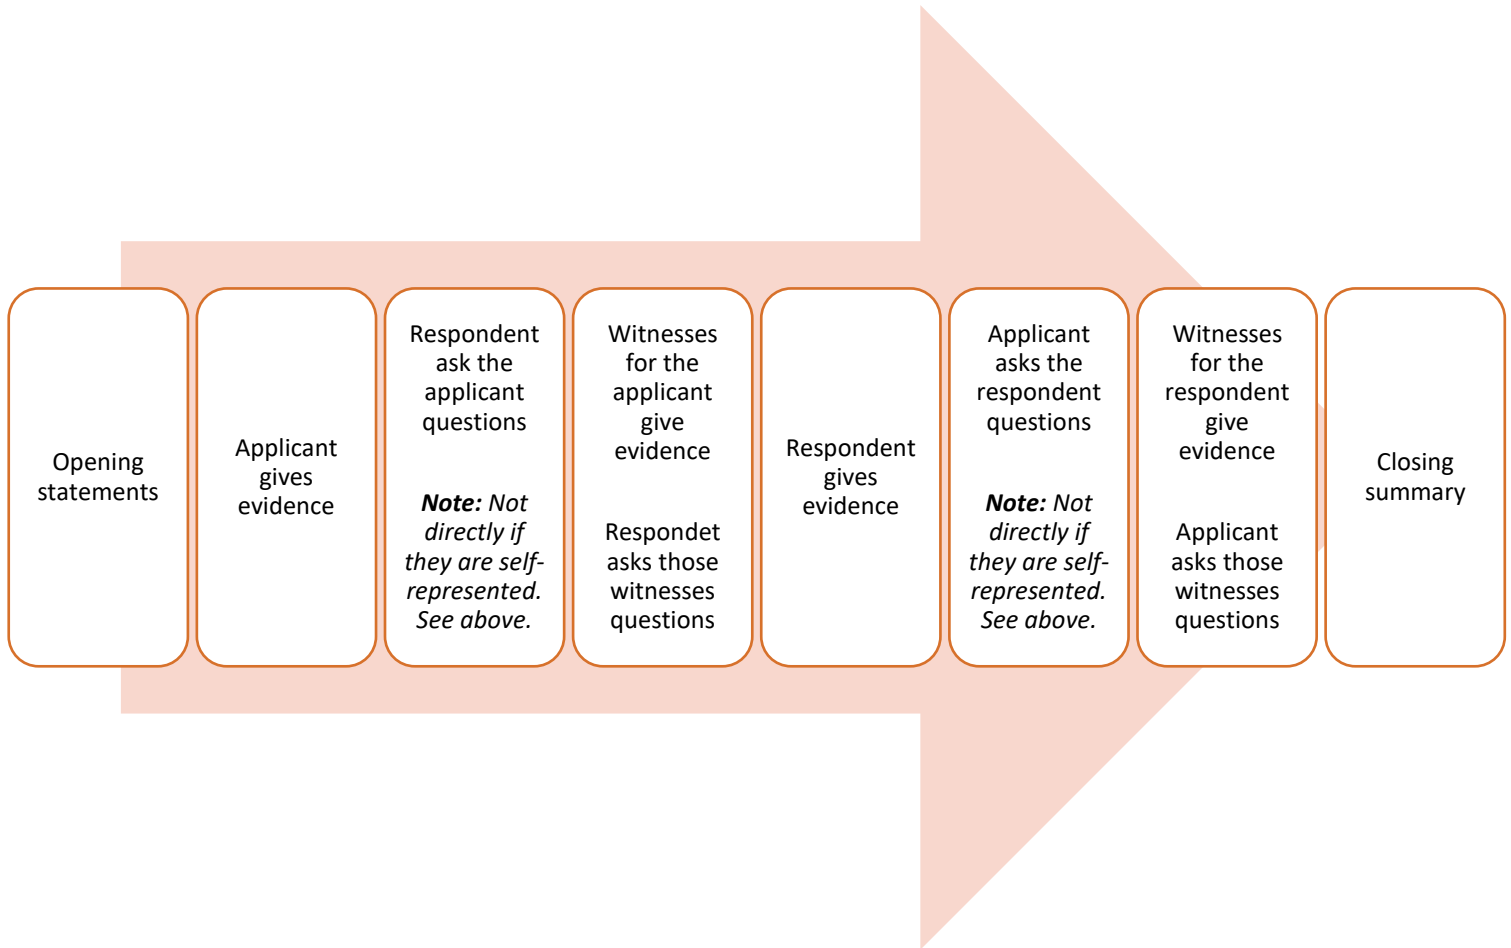 Opening
statements
Applicant
gives
evidence
Respondent
ask the
applicant
questions
Note: Not
directly if
they are self-
represented.
See above.
Witnesses
for the
applicant
give
evidence
Respondet
asks those
witnesses
questions
Respondent
gives
evidence
Applicant
asks the
respondent
questions
Note: Not
directly if
they are self-
represented.
See above.
Witnesses
for the
respondent
give
evidence
Applicant
asks those
witnesses
questions
Closing
summary